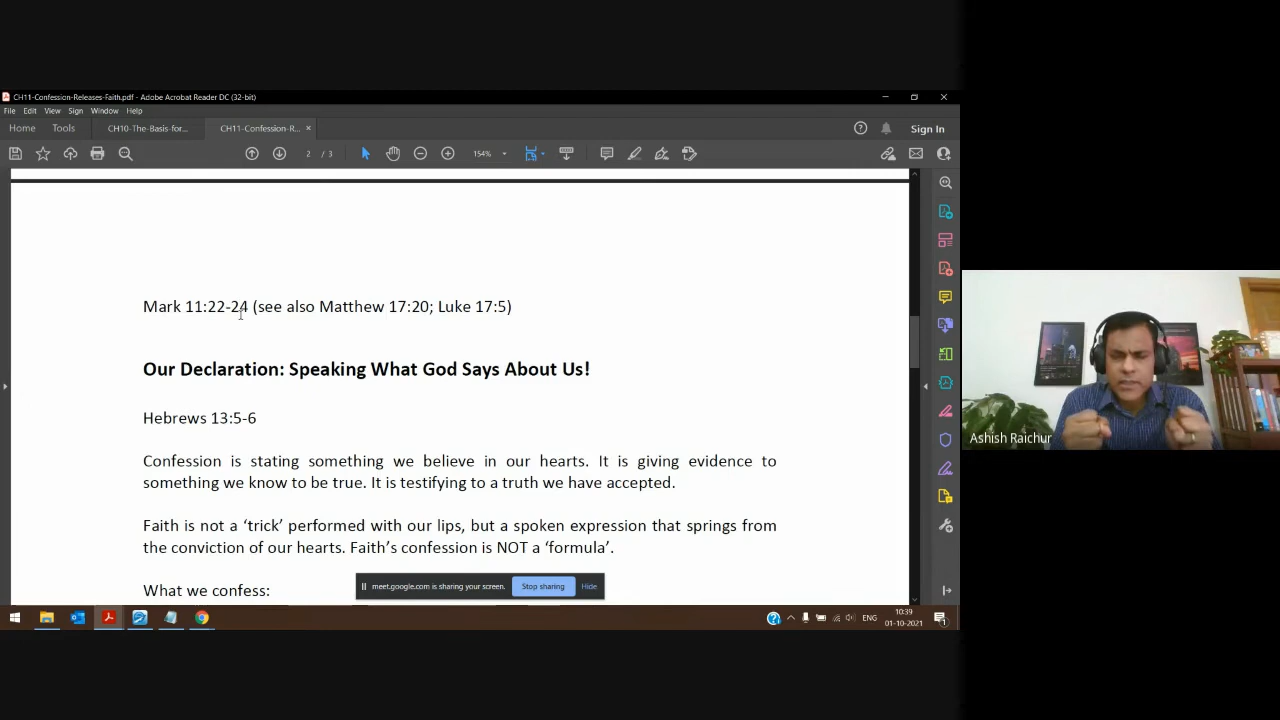 CH11-Confession-Releases-Faith.pdf - Adobe Acrobat Reader DC (32-bit)
File Edit View Sign Window Help
Home Tools CH10-The-Basis-for... CH11-Confession-R... × Sign In
2 / 3 154%
Mark 11:22-24 (see also Matthew 17:20; Luke 17:5)
Our Declaration: Speaking What God Says About Us!
Hebrews 13:5-6
Confession is stating something we believe in our hearts. It is giving evidence to
something we know to be true. It is testifying to a truth we have accepted.
Faith is not a ‘trick’ performed with our lips, but a spoken expression that springs from
the conviction of our hearts. Faith’s confession is NOT a ‘formula’.
What we confess:
meet.google.com is sharing your screen. Stop sharing Hide
Ashish Raichur
ENG 10:39
01-10-2021